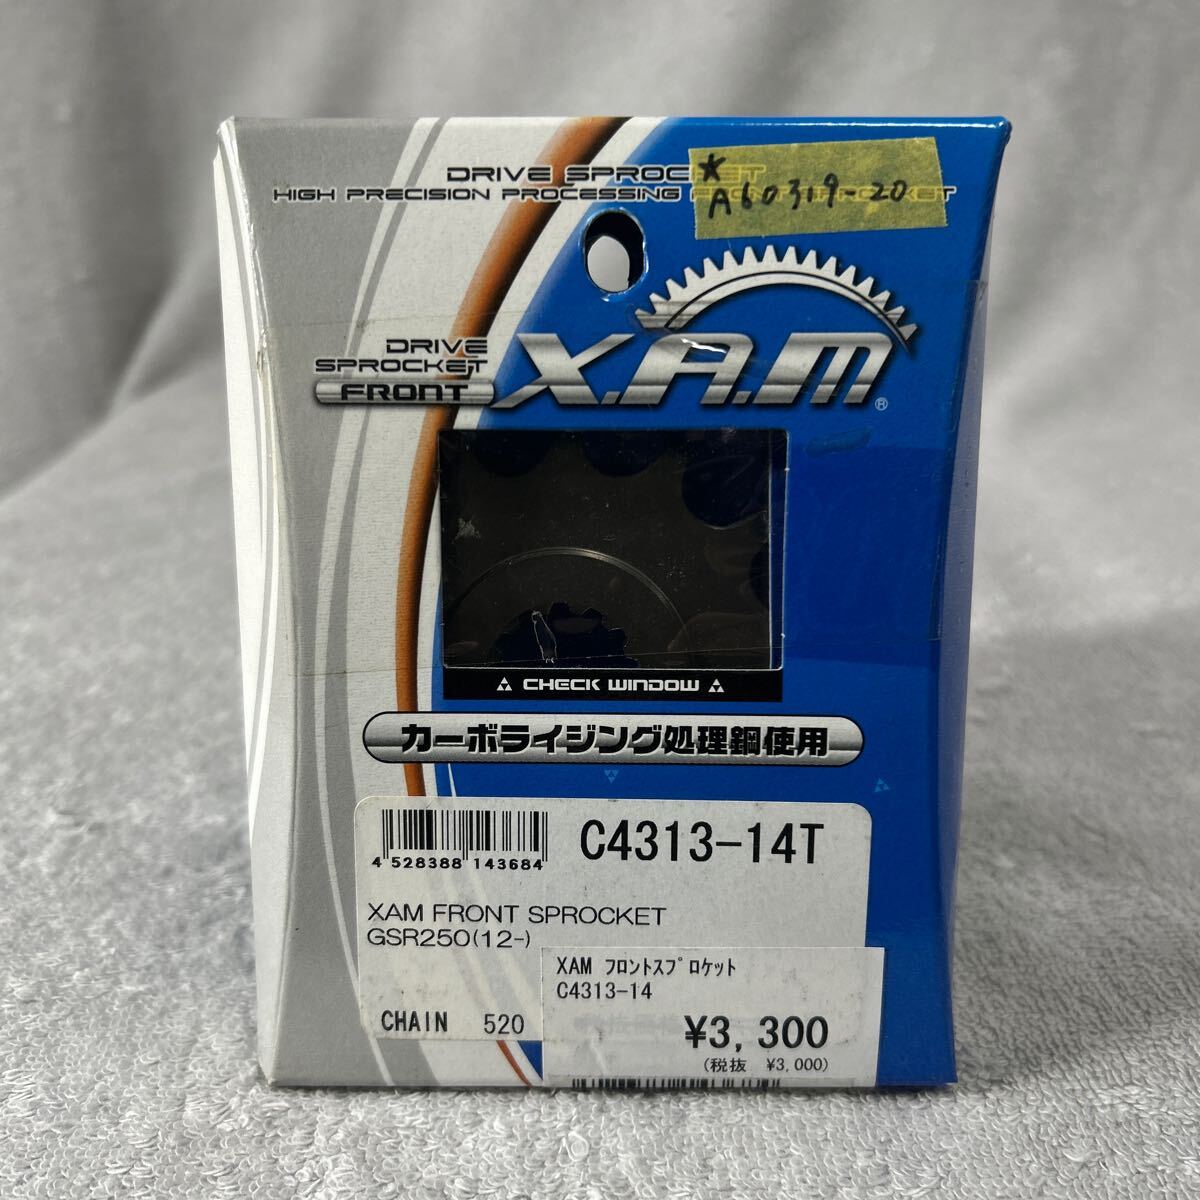 DRIVE SPROCKET
★
A60319-20
HIGH PRECISION PROCESSING FRONT SPROCKET
DRIVE
SPROCKET
FRONT
X.A.M
®
CHECK WINDOW
カーボライジング処理鋼使用
C4313-14T
4 528388 143684
XAM FRONT SPROCKET
GSR250(12-)
XAM フロントスプロケット
C4313-14
CHAIN 520
¥3,300
(税抜 ¥3,000)